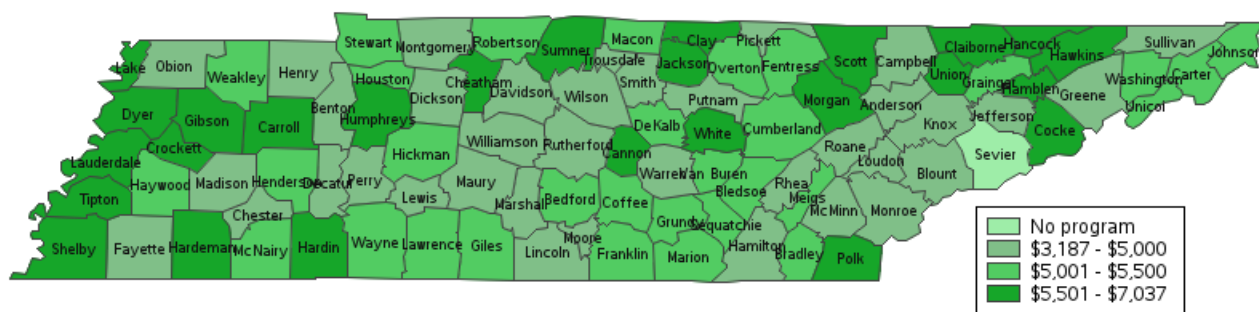 Stewart
Montgomery
Robertson
Sumner
Macon
Clay
Pickett
Trousdale
Lake
Obion
Weakley
Henry
Houston
Cheatham
Davidson
Wilson
Smith
Jackson
Overton
Fentress
Scott
Campbell
Claiborne
Hancock
Hawkins
Sullivan
Johnson
Union
Grainger
Hamblen
Greene
Washington
Carter
Unicol
Dyer
Gibson
Carroll
Benton
Humphreys
Dickson
Putnam
Morgan
Anderson
Knox
Jefferson
Cocke
Crockett
Lauderdale
Haywood
Madison
Henderson
Decatur
Perry
Hickman
Williamson
Rutherford
Cannon
DeKalb
White
Cumberland
Roane
Loudon
Blount
Sevier
Tipton
Chester
Lewis
Maury
Marshall
Bedford
Coffee
Warren
Van Buren
Bledsoe
Rhea
Meigs
McMinn
Monroe
Shelby
Fayette
Hardeman
McNairy
Hardin
Wayne
Lawrence
Giles
Lincoln
Moore
Franklin
Grundy
Sequatchie
Marion
Hamilton
Bradley
Polk
No program
$3,187 - $5,000
$5,001 - $5,500
$5,501 - $7,037